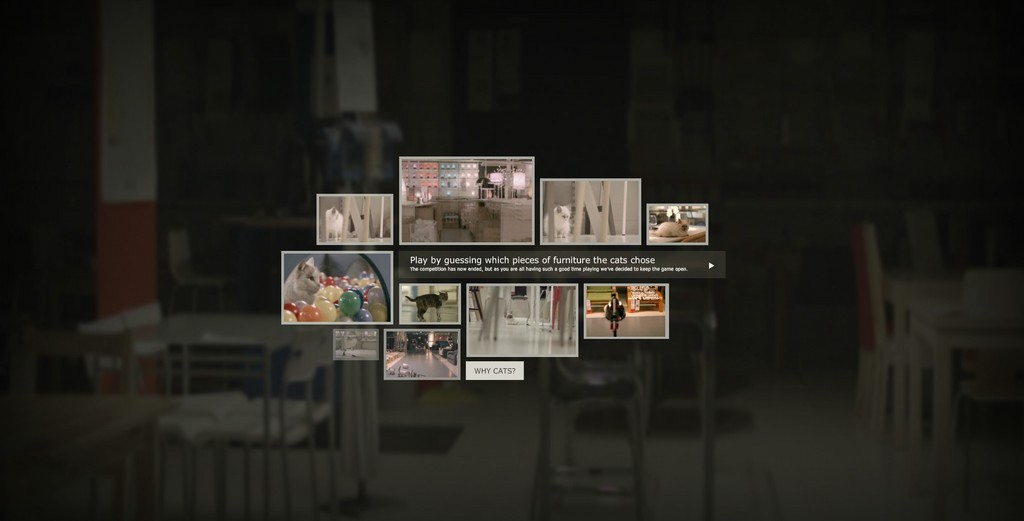 Play by guessing which pieces of furniture the cats chose
The competition has now ended, but as you are all having such a good time playing we've decided to keep the game open.
WHY CATS?